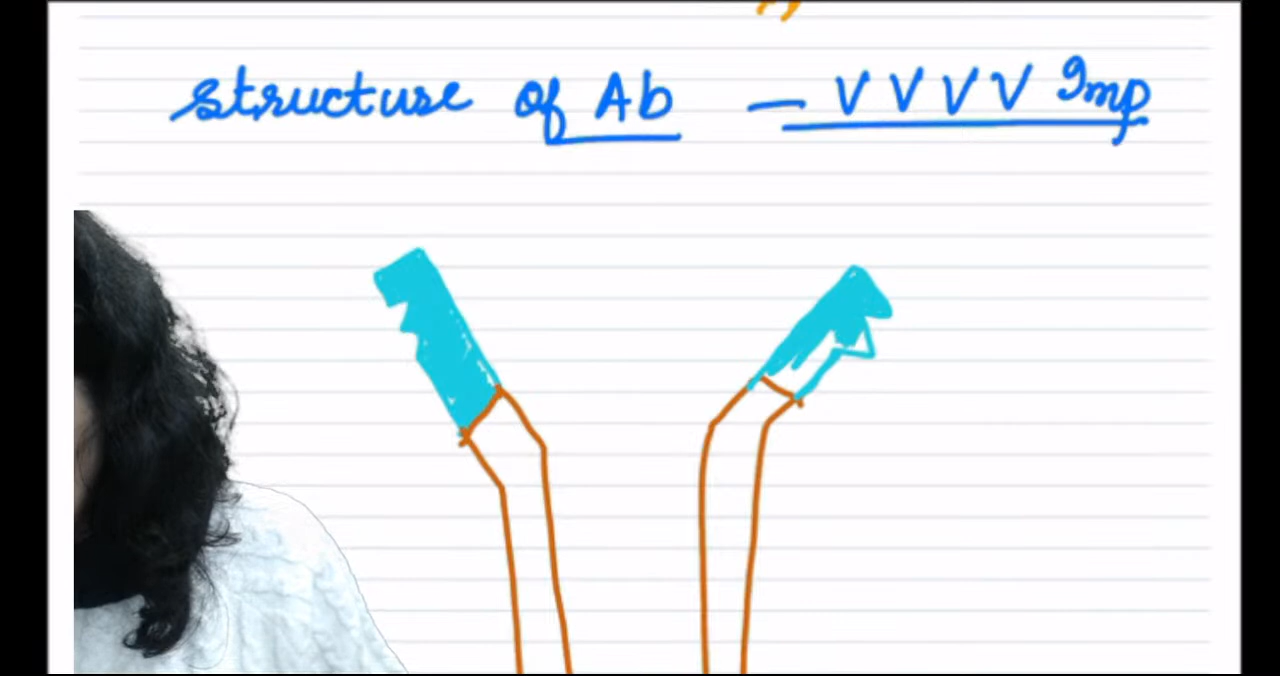 structure of Ab — V V V V Imp